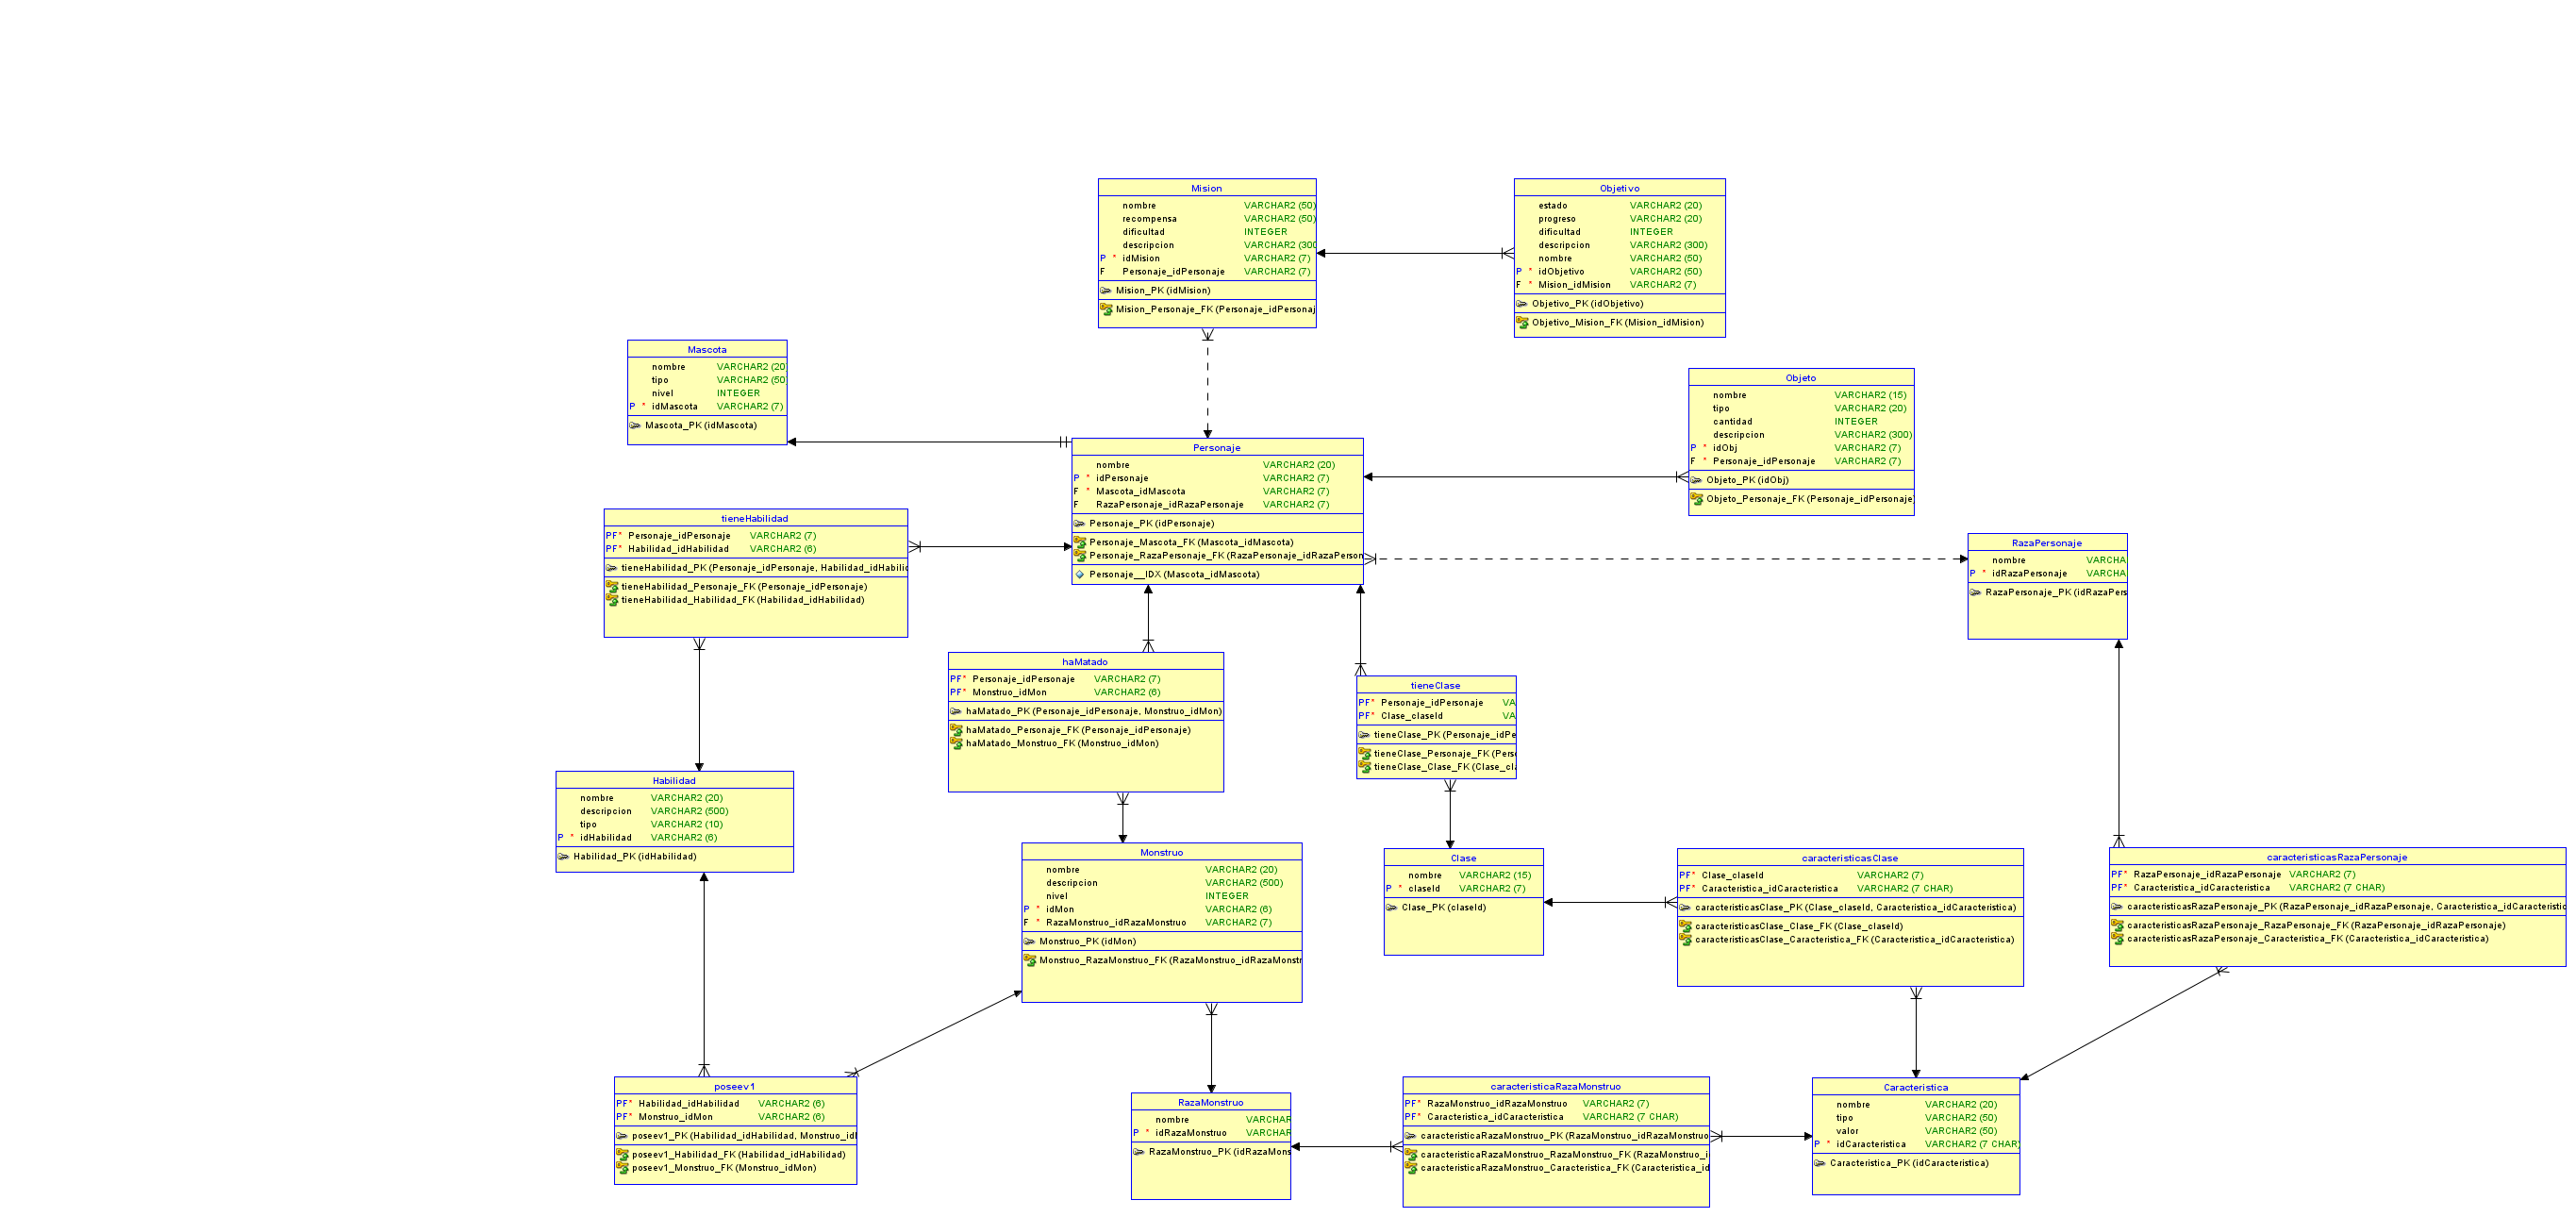 Mision
nombre VARCHAR2 (50)
recompensa VARCHAR2 (50)
dificultad INTEGER
descripcion VARCHAR2 (300
P * idMision VARCHAR2 (7)
F Personaje_idPersonaje VARCHAR2 (7)
Mision_PK (idMision)
Mision_Personaje_FK (Personaje_idPersonaj
Objetivo
estado VARCHAR2 (20)
progreso VARCHAR2 (20)
dificultad INTEGER
descripcion VARCHAR2 (300)
nombre VARCHAR2 (50)
P * idObjetivo VARCHAR2 (50)
F * Mision_idMision VARCHAR2 (7)
Objetivo_PK (idObjetivo)
Objetivo_Mision_FK (Mision_idMision)
Mascota
nombre VARCHAR2 (20)
tipo VARCHAR2 (50)
nivel INTEGER
P * idMascota VARCHAR2 (7)
Mascota_PK (idMascota)
Objeto
nombre VARCHAR2 (15)
tipo VARCHAR2 (20)
cantidad INTEGER
descripcion VARCHAR2 (300)
P * idObj VARCHAR2 (7)
F * Personaje_idPersonaje VARCHAR2 (7)
Objeto_PK (idObj)
Objeto_Personaje_FK (Personaje_idPersonaje)
Personaje
nombre VARCHAR2 (20)
P * idPersonaje VARCHAR2 (7)
F * Mascota_idMascota VARCHAR2 (7)
F RazaPersonaje_idRazaPersonaje VARCHAR2 (7)
Personaje_PK (idPersonaje)
Personaje_Mascota_FK (Mascota_idMascota)
Personaje_RazaPersonaje_FK (RazaPersonaje_idRazaPerson
Personaje__IDX (Mascota_idMascota)
tieneHabilidad
PF* Personaje_idPersonaje VARCHAR2 (7)
PF* Habilidad_idHabilidad VARCHAR2 (6)
tieneHabilidad_PK (Personaje_idPersonaje, Habilidad_idHabilid
tieneHabilidad_Personaje_FK (Personaje_idPersonaje)
tieneHabilidad_Habilidad_FK (Habilidad_idHabilidad)
RazaPersonaje
nombre VARCHA
P * idRazaPersonaje VARCHA
RazaPersonaje_PK (idRazaPers
haMatado
PF* Personaje_idPersonaje VARCHAR2 (7)
PF* Monstruo_idMon VARCHAR2 (6)
haMatado_PK (Personaje_idPersonaje, Monstruo_idMon)
haMatado_Personaje_FK (Personaje_idPersonaje)
haMatado_Monstruo_FK (Monstruo_idMon)
tieneClase
PF* Personaje_idPersonaje VA
PF* Clase_claseId VA
tieneClase_PK (Personaje_idPe
tieneClase_Personaje_FK (Perso
tieneClase_Clase_FK (Clase_cla
Habilidad
nombre VARCHAR2 (20)
descripcion VARCHAR2 (500)
tipo VARCHAR2 (10)
P * idHabilidad VARCHAR2 (6)
Habilidad_PK (idHabilidad)
Monstruo
nombre VARCHAR2 (20)
descripcion VARCHAR2 (500)
nivel INTEGER
P * idMon VARCHAR2 (6)
F * RazaMonstruo_idRazaMonstruo VARCHAR2 (7)
Monstruo_PK (idMon)
Monstruo_RazaMonstruo_FK (RazaMonstruo_idRazaMonstr
Clase
nombre VARCHAR2 (15)
P * claseId VARCHAR2 (7)
Clase_PK (claseId)
caracteristicasClase
PF* Clase_claseId VARCHAR2 (7)
PF* Caracteristica_idCaracteristica VARCHAR2 (7 CHAR)
caracteristicasClase_PK (Clase_claseId, Caracteristica_idCaracteristica)
caracteristicasClase_Clase_FK (Clase_claseId)
caracteristicasClase_Caracteristica_FK (Caracteristica_idCaracteristica)
caracteristicasRazaPersonaje
PF* RazaPersonaje_idRazaPersonaje VARCHAR2 (7)
PF* Caracteristica_idCaracteristica VARCHAR2 (7 CHAR)
caracteristicasRazaPersonaje_PK (RazaPersonaje_idRazaPersonaje, Caracteristica_idCaracteristic
caracteristicasRazaPersonaje_RazaPersonaje_FK (RazaPersonaje_idRazaPersonaje)
caracteristicasRazaPersonaje_Caracteristica_FK (Caracteristica_idCaracteristica)
poseev1
PF* Habilidad_idHabilidad VARCHAR2 (6)
PF* Monstruo_idMon VARCHAR2 (6)
poseev1_PK (Habilidad_idHabilidad, Monstruo_idM
poseev1_Habilidad_FK (Habilidad_idHabilidad)
poseev1_Monstruo_FK (Monstruo_idMon)
RazaMonstruo
nombre VARCHAR
P * idRazaMonstruo VARCHAR
RazaMonstruo_PK (idRazaMons
caracteristicaRazaMonstruo
PF* RazaMonstruo_idRazaMonstruo VARCHAR2 (7)
PF* Caracteristica_idCaracteristica VARCHAR2 (7 CHAR)
caracteristicaRazaMonstruo_PK (RazaMonstruo_idRazaMonstruo
caracteristicaRazaMonstruo_RazaMonstruo_FK (RazaMonstruo_i
caracteristicaRazaMonstruo_Caracteristica_FK (Caracteristica_id
Caracteristica
nombre VARCHAR2 (20)
tipo VARCHAR2 (50)
valor VARCHAR2 (50)
P * idCaracteristica VARCHAR2 (7 CHAR)
Caracteristica_PK (idCaracteristica)